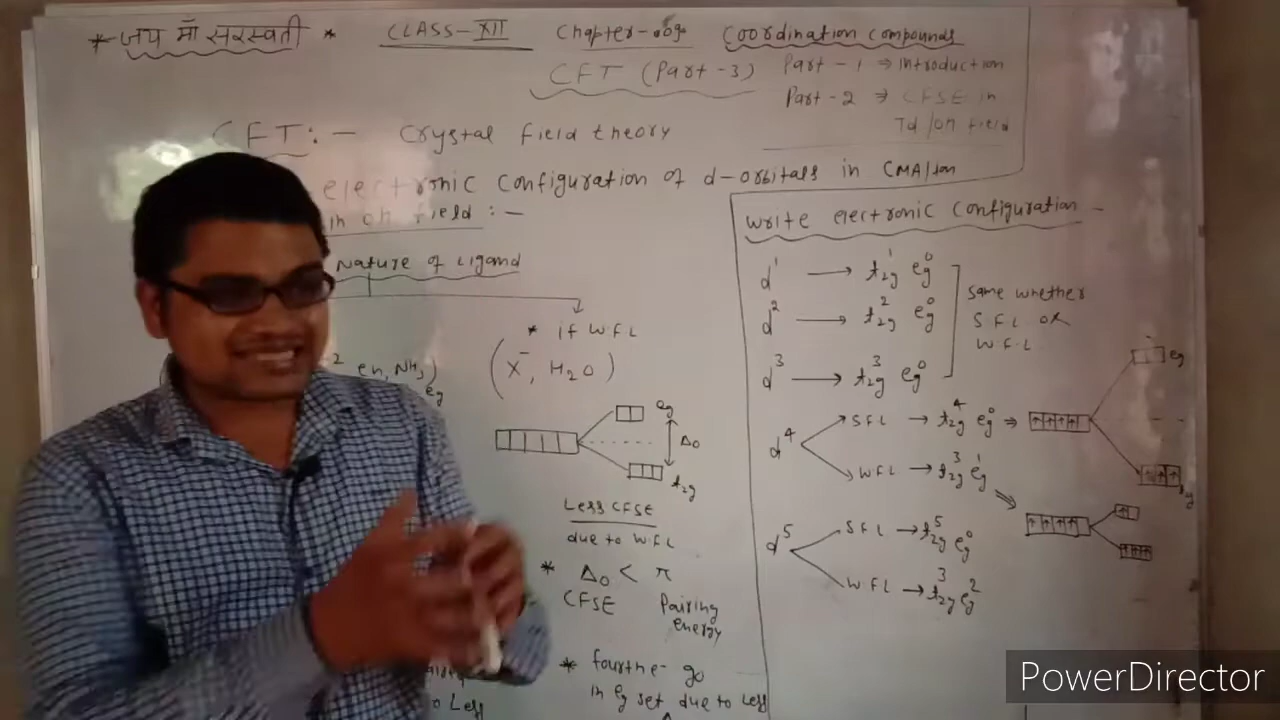 * जय माँ सरस्वती *
CLASS-XII
Chapter-09
Coordination Compounds
CFT (Part-3)
Part-1 ⇒ Introduction
Part-2 ⇒ CFSE in
Td/Oh field
CFT:- Crystal field theory
electronic configuration of d-orbitals in CMA/Ion
in Oh field:-
Nature of Ligand
en, NH3)
eg
* if WFL
(X⁻, H2O)
eg
Δo
t2g
Less CFSE
due to WFL
* Δo < π
CFSE Pairing
energy
* fourth e- go
in eg set due to Less
Less
Write electronic configuration -
d¹ → t2g¹ eg⁰
d² → t2g² eg⁰
d³ → t2g³ eg⁰
Same whether
SFL or
WFL
d⁴
SFL → t2g⁴ eg⁰ ⇒
WFL → t2g³ eg¹
eg
d⁵
SFL → t2g⁵ eg⁰
WFL → t2g³ eg²
PowerDirector